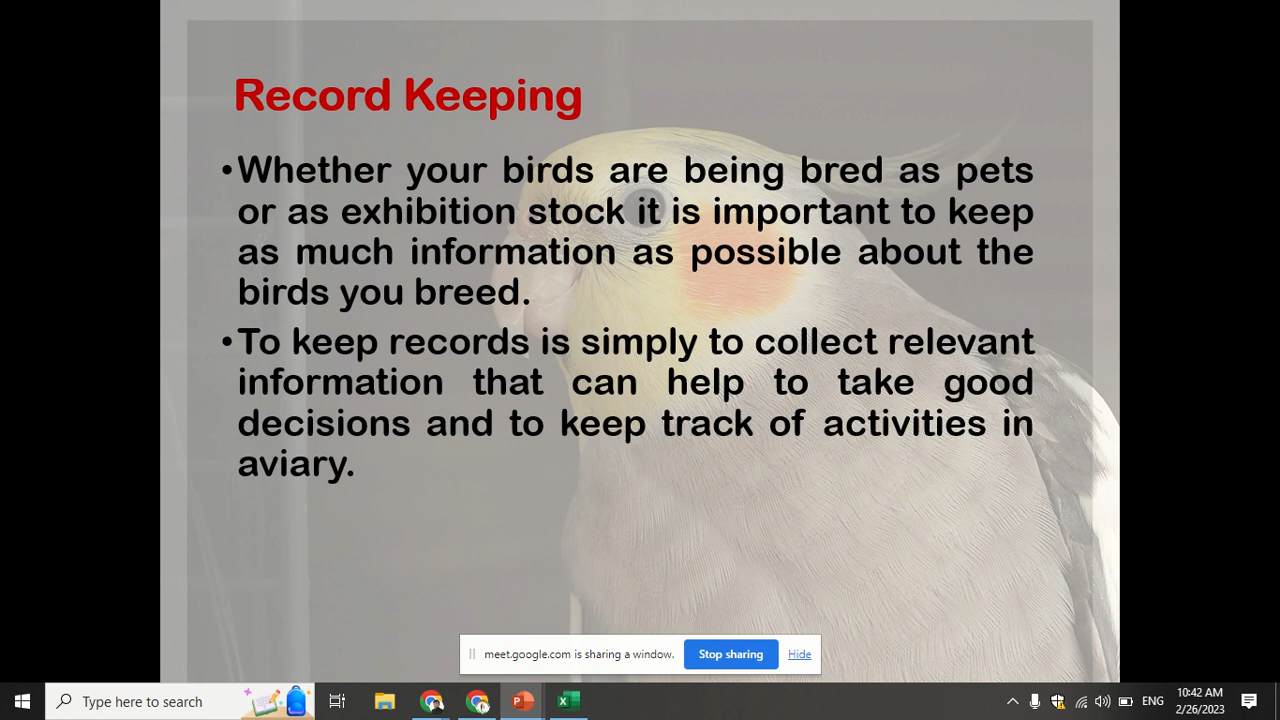 Record Keeping
•Whether your birds are being bred as pets
or as exhibition stock it is important to keep
as much information as possible about the
birds you breed.
•To keep records is simply to collect relevant
information that can help to take good
decisions and to keep track of activities in
aviary.
meet.google.com is sharing a window. Stop sharing Hide
Type here to search
ENG
10:42 AM
2/26/2023